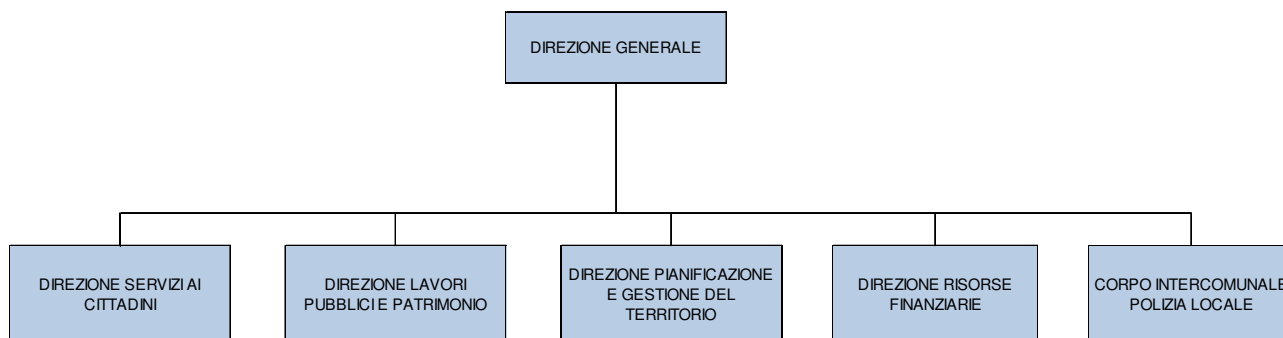 DIREZIONE GENERALE
DIREZIONE SERVIZI AI
CITTADINI
DIREZIONE LAVORI
PUBBLICI E PATRIMONIO
DIREZIONE PIANIFICAZIONE
E GESTIONE DEL
TERRITORIO
DIREZIONE RISORSE
FINANZIARIE
CORPO INTERCOMUNALE
POLIZIA LOCALE